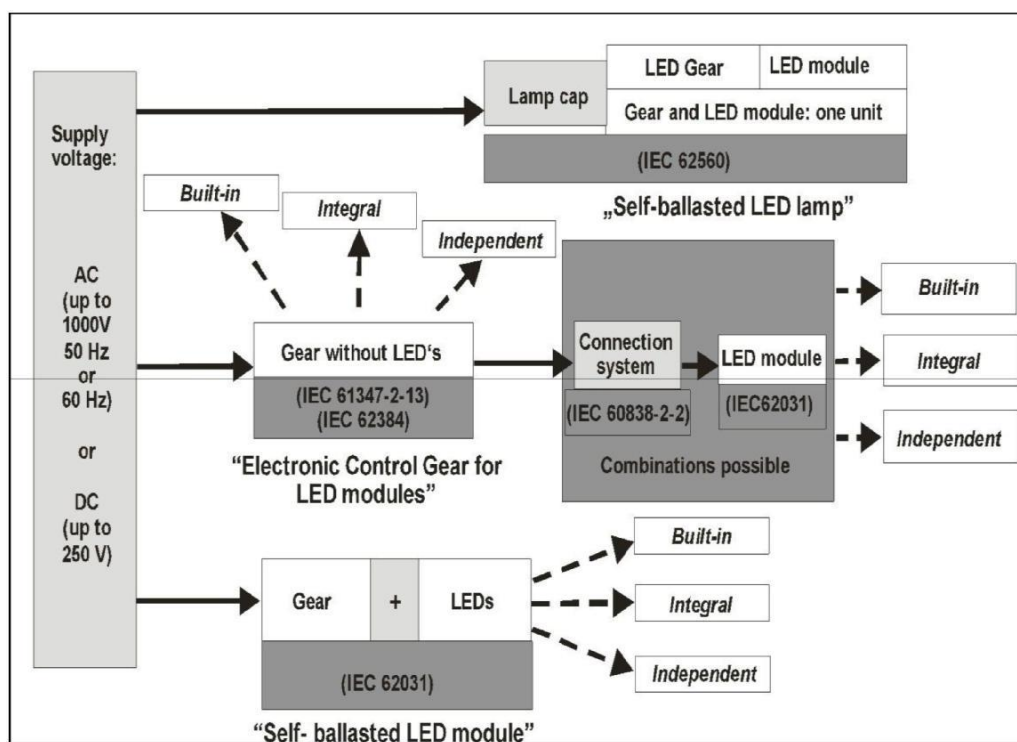 Supply
voltage:
AC
(up to
1000V
50 Hz
or
60 Hz)
or
DC
(up to
250 V)
Lamp cap
LED Gear
LED module
Gear and LED module: one unit
(IEC 62560)
„Self-ballasted LED lamp”
Built-in
Integral
Independent
Gear without LED‘s
(IEC 61347-2-13)
(IEC 62384)
“Electronic Control Gear for
LED modules”
Connection
system
(IEC 60838-2-2)
LED module
(IEC62031)
Combinations possible
Built-in
Integral
Independent
Gear
+
LEDs
(IEC 62031)
“Self- ballasted LED module”
Built-in
Integral
Independent